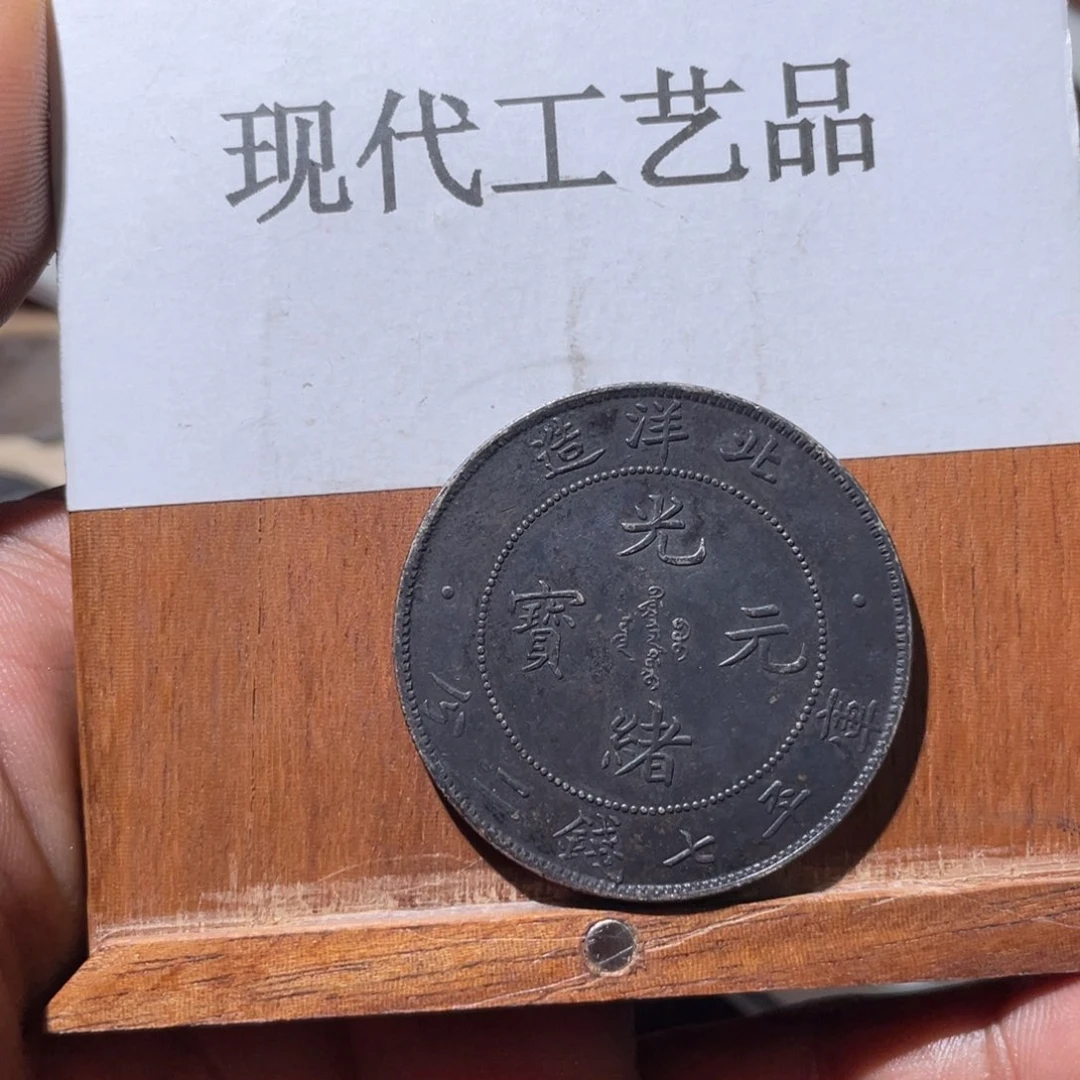 现代工艺品
北洋造
光緒元寶
庫平七錢二分